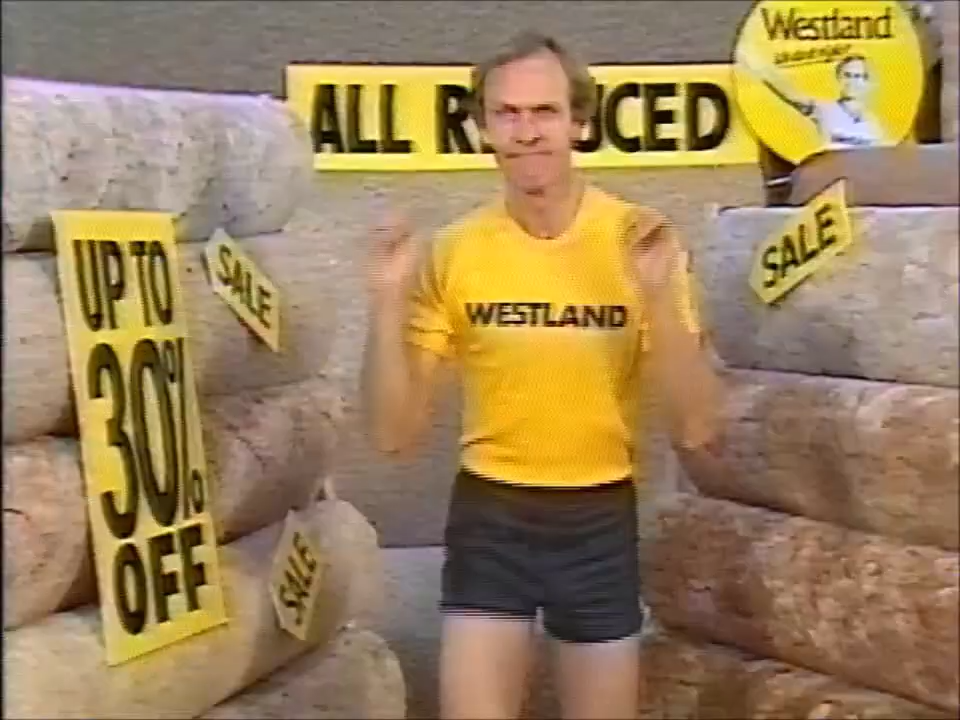 Westland
ALL R UCED
UP TO
30%
OFF
SALE
SALE
SALE
WESTLAND